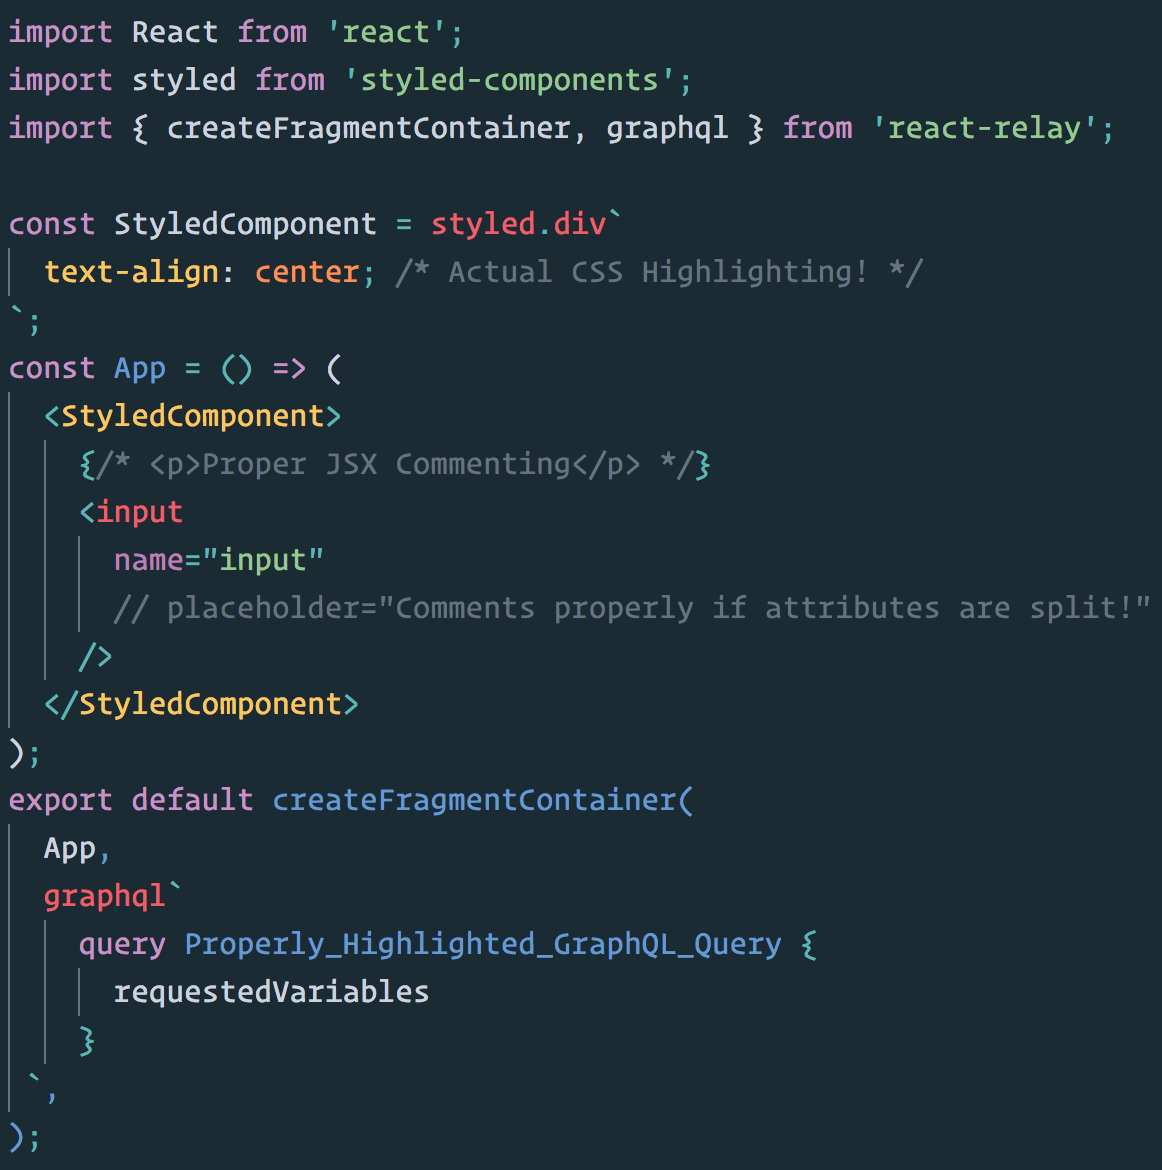 import React from 'react';
import styled from 'styled-components';
import { createFragmentContainer, graphql } from 'react-relay';

const StyledComponent = styled.div`
  text-align: center; /* Actual CSS Highlighting! */
`;
const App = () => (
  <StyledComponent>
    {/* <p>Proper JSX Commenting</p> */}
    <input
      name="input"
      // placeholder="Comments properly if attributes are split!"
    />
  </StyledComponent>
);
export default createFragmentContainer(
  App,
  graphql`
    query Properly_Highlighted_GraphQL_Query {
      requestedVariables
    }
 `,
);